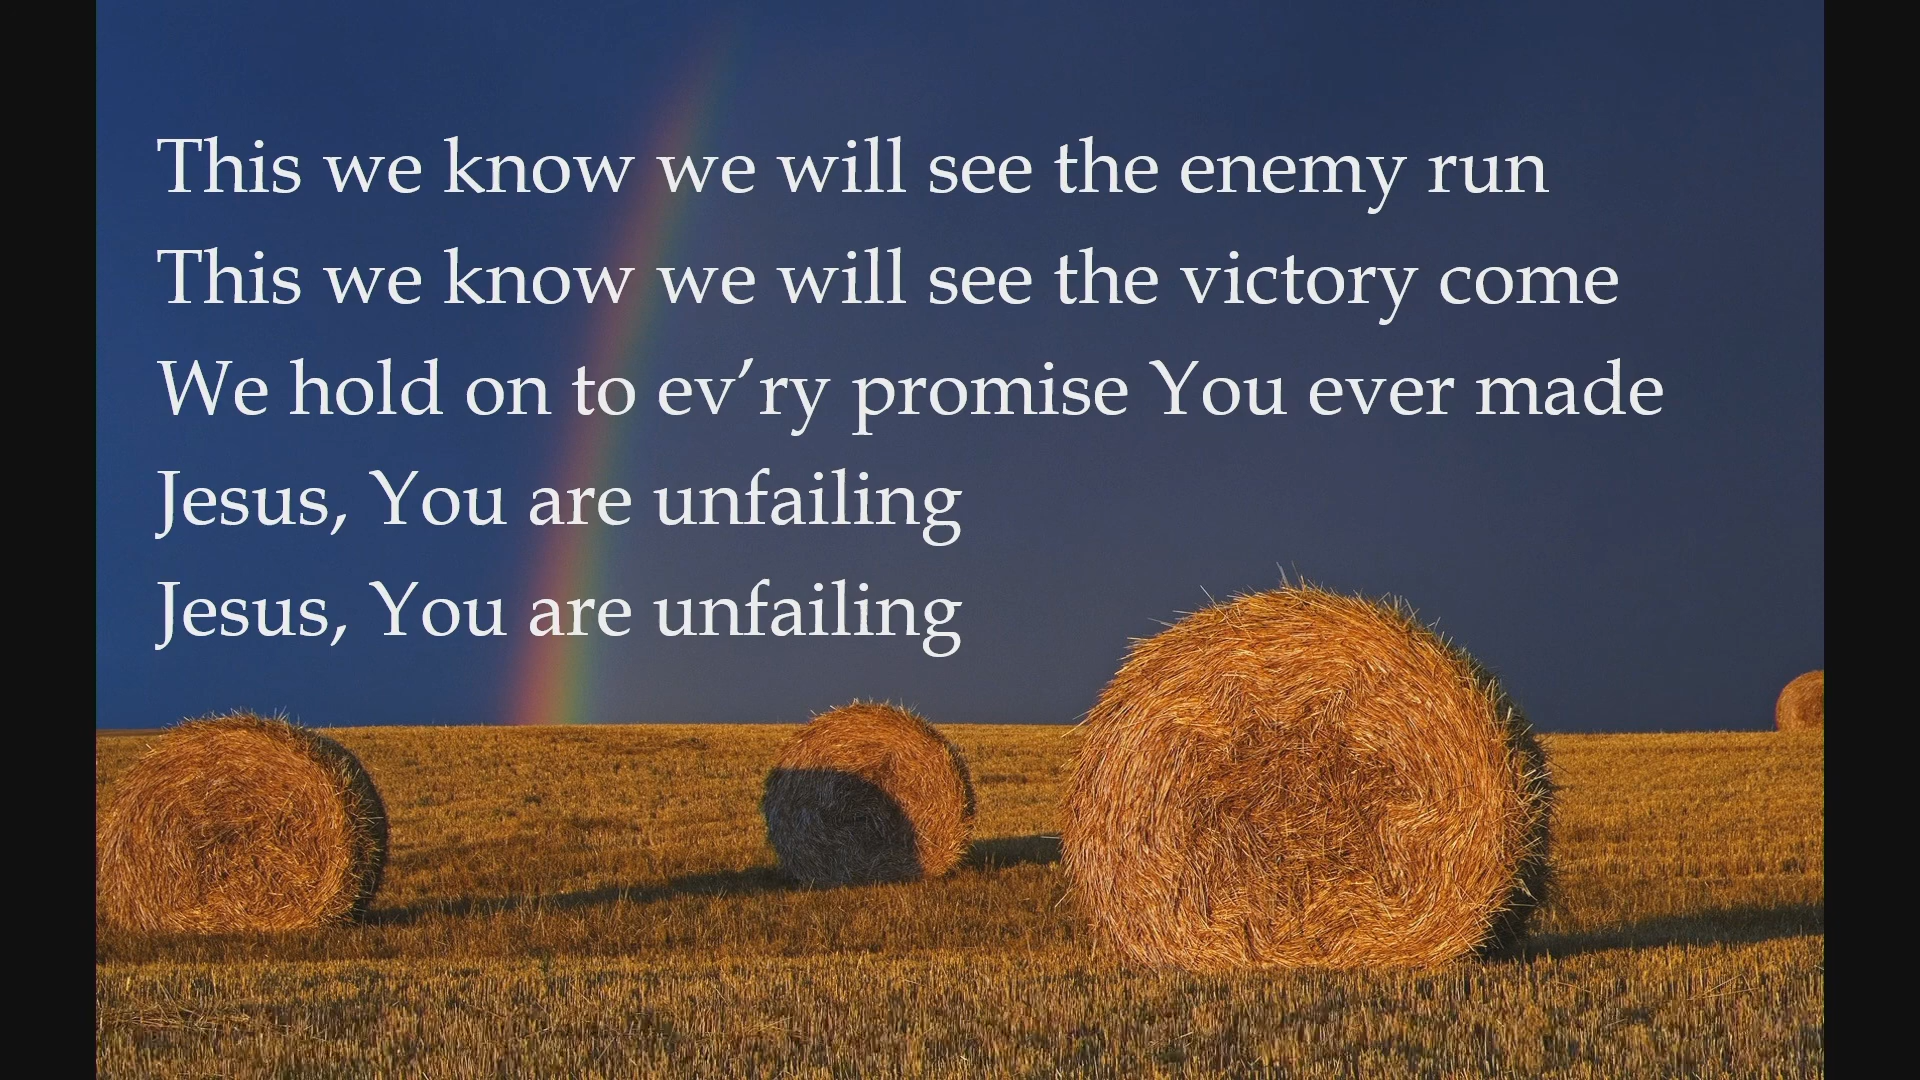 This we know we will see the enemy run
This we know we will see the victory come
We hold on to ev’ry promise You ever made
Jesus, You are unfailing
Jesus, You are unfailing